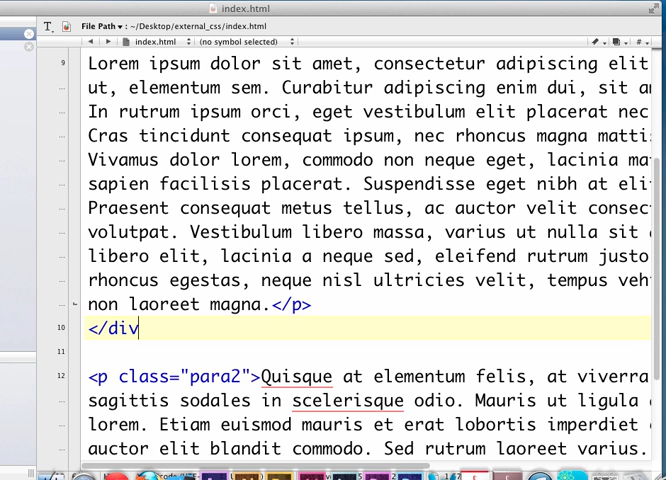 index.html
File Path ▾ : ~/Desktop/external_css/index.html
index.html (no symbol selected) #
9 Lorem ipsum dolor sit amet, consectetur adipiscing elit
ut, elementum sem. Curabitur adipiscing enim dui, sit
In rutrum ipsum orci, eget vestibulum elit placerat nec
Cras tincidunt consequat ipsum, nec rhoncus magna
Vivamus dolor lorem, commodo non neque eget, lacinia
sapien facilisis placerat. Suspendisse eget nibh at
Praesent consequat metus tellus, ac auctor velit
volutpat. Vestibulum libero massa, varius ut nulla sit
libero elit, lacinia a neque sed, eleifend rutrum justo
rhoncus egestas, neque nisl ultricies velit, tempus
non laoreet magna.</p>
10 </div
11
12 <p class="para2">Quisque at elementum felis, at viverra
sagittis sodales in scelerisque odio. Mauris ut ligula
lorem. Etiam euismod mauris et erat lobortis imperdiet
auctor elit blandit commodo. Sed rutrum laoreet varius.